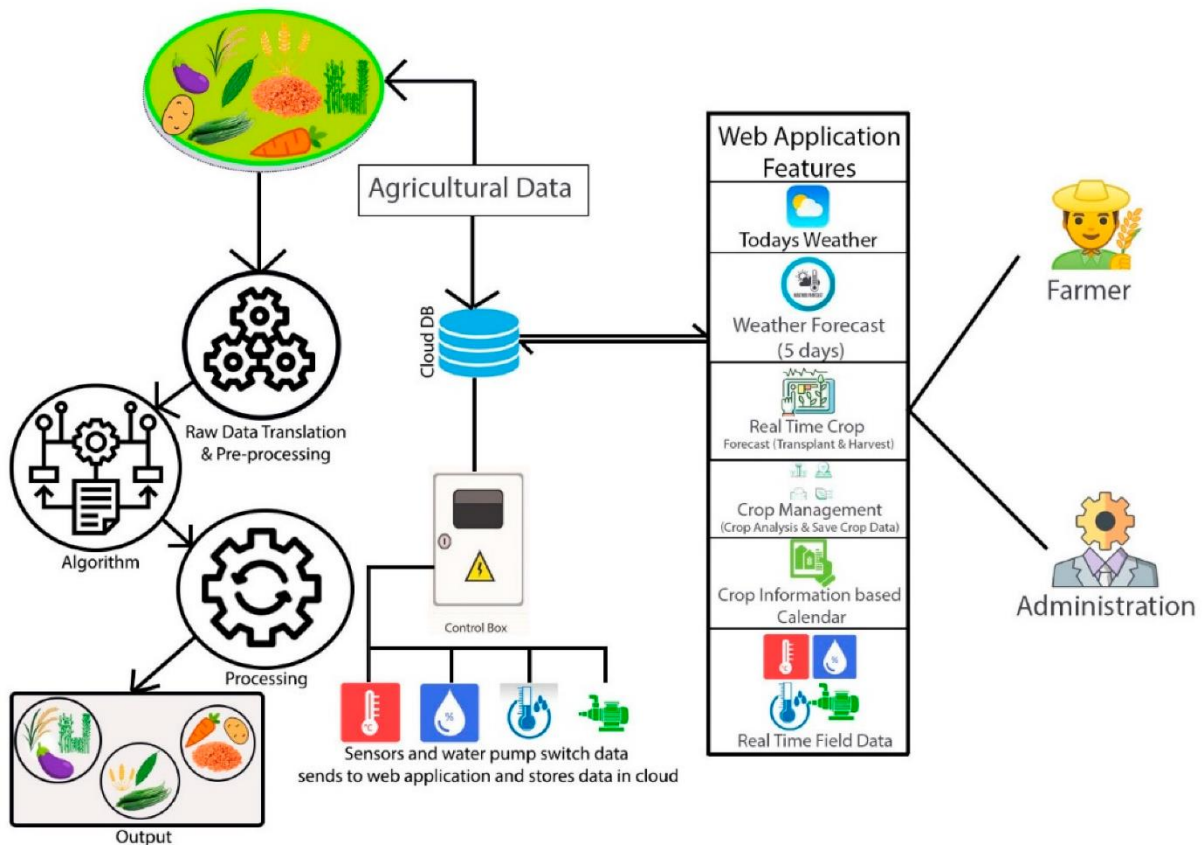 Agricultural Data
Cloud DB
Raw Data Translation
& Pre-processing
Algorithm
Processing
Output
Control Box
℃
%
Sensors and water pump switch data
sends to web application and stores data in cloud
Web Application
Features
Todays Weather
Weather Forecast
(5 days)
Real Time Crop
Forecast (Transplant & Harvest)
Crop Management
(Crop Analysis & Save Crop Data)
Crop Information based
Calendar
℃
%
Real Time Field Data
Farmer
Administration